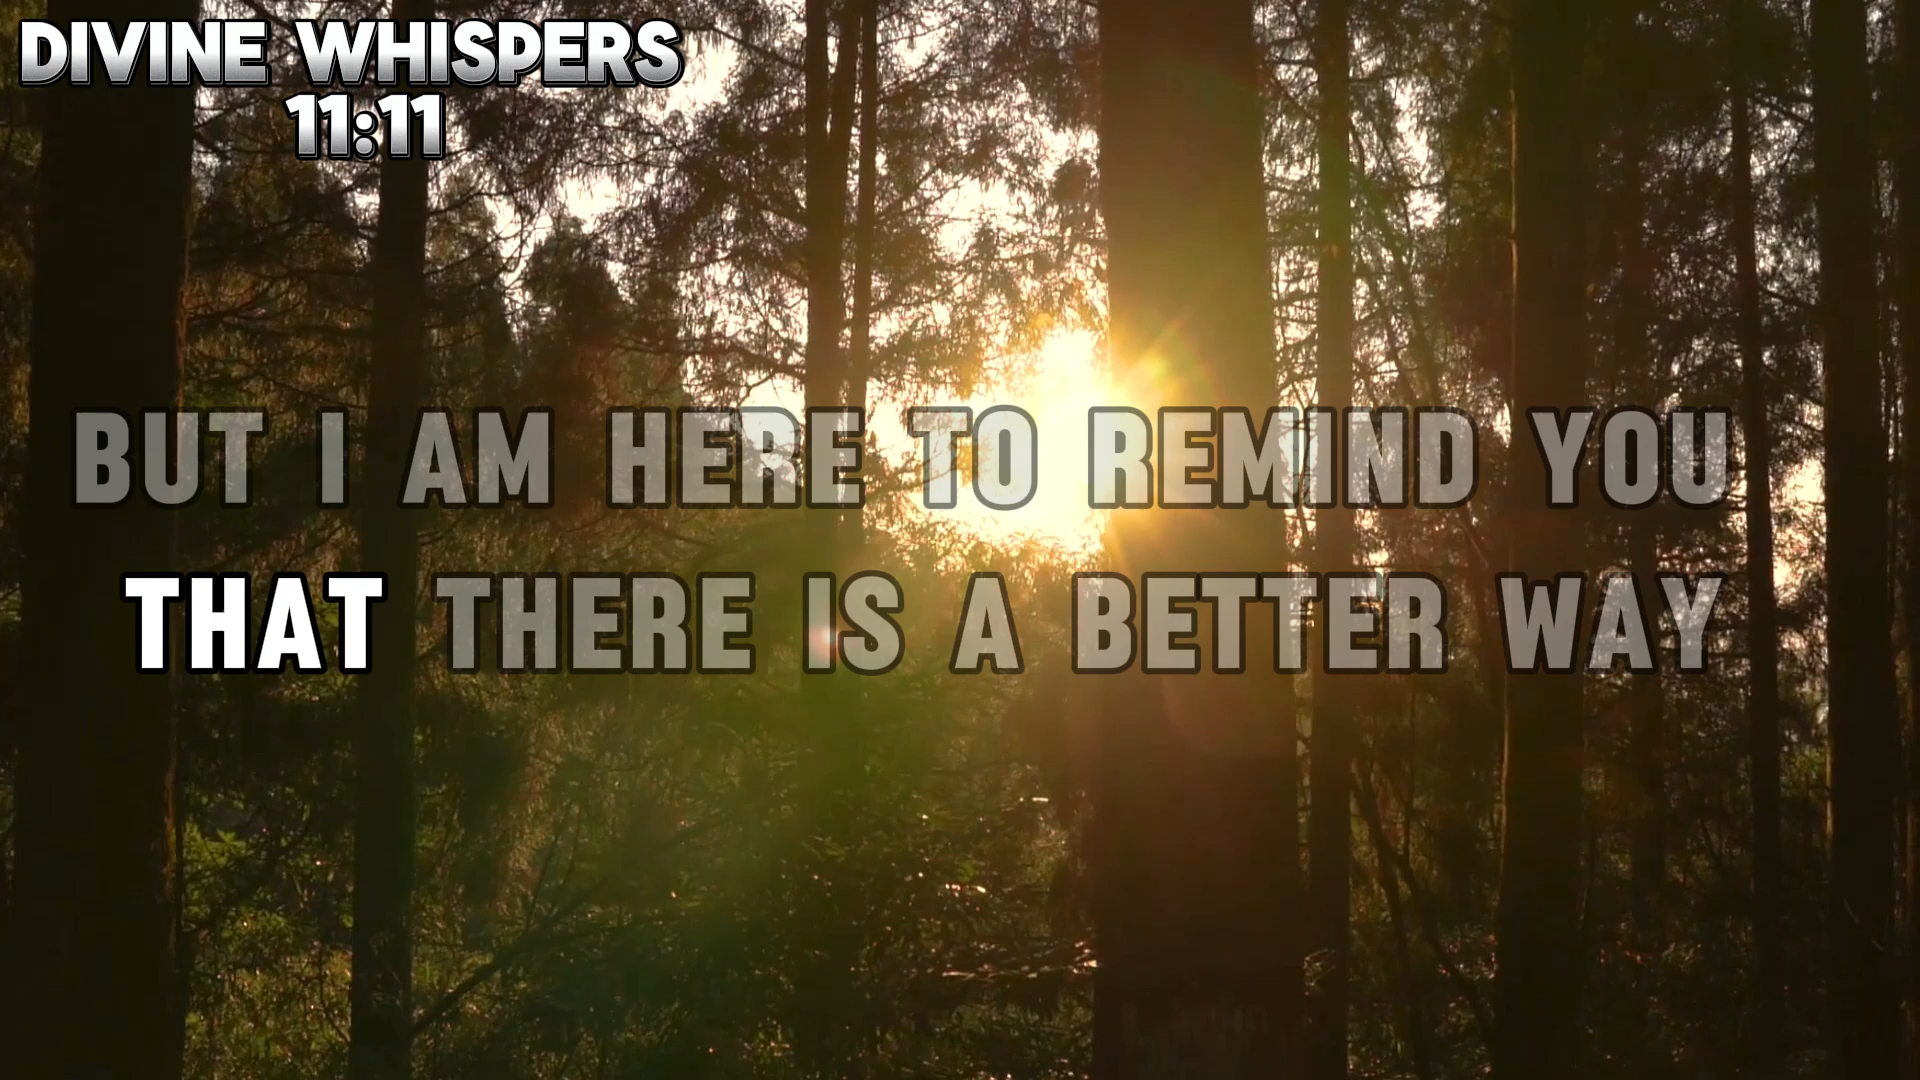 DIVINE WHISPERS
11:11
BUT I AM HERE TO REMIND YOU
THAT THERE IS A BETTER WAY